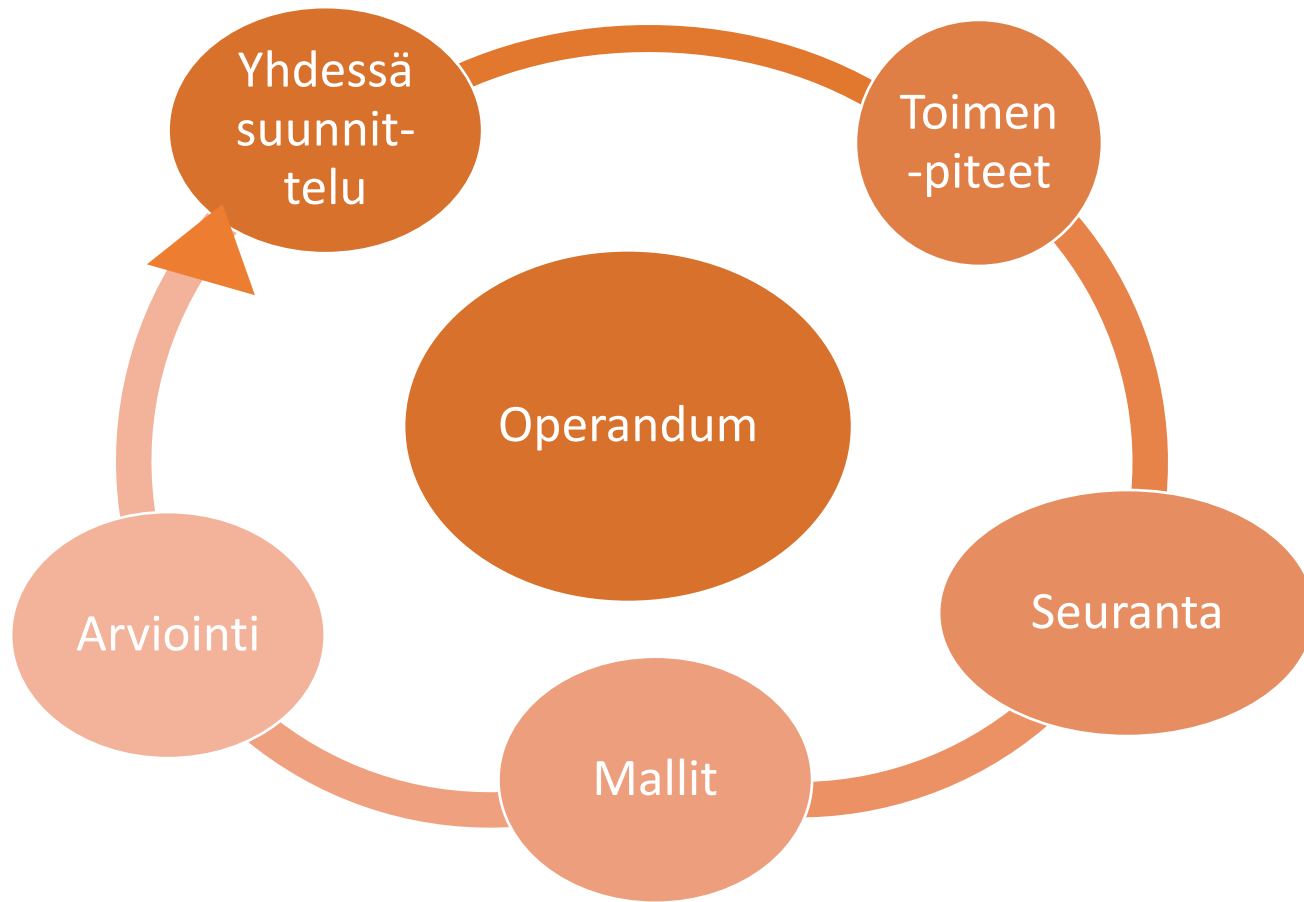 Yhdessä
suunnit-
telu
Toimen
-piteet
Operandum
Seuranta
Arviointi
Mallit